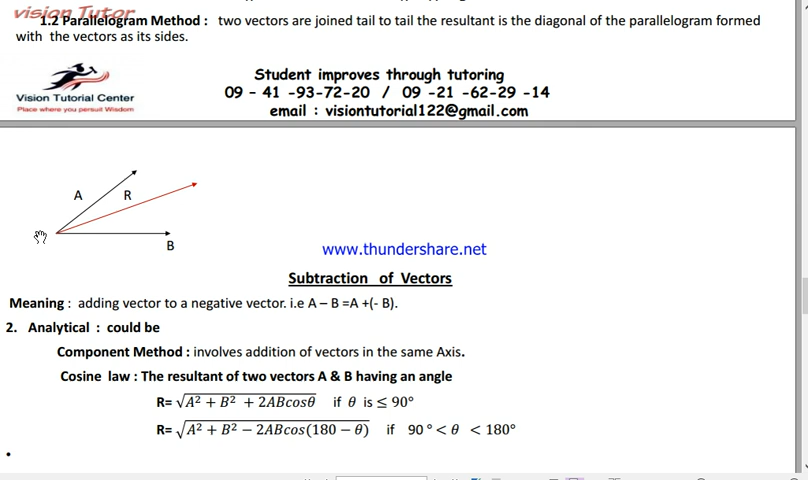 vision Tutor
1.2 Parallelogram Method : two vectors are joined tail to tail the resultant is the diagonal of the parallelogram formed
with the vectors as its sides.
Student improves through tutoring
09 – 41 -93-72-20 / 09 -21 -62-29 -14
email : visiontutorial122@gmail.com
Vision Tutorial Center
Place where you persuit Wisdom
A
R
B
www.thundershare.net
Subtraction of Vectors
Meaning : adding vector to a negative vector. i.e A – B =A +(- B).
2. Analytical : could be
Component Method : involves addition of vectors in the same Axis.
Cosine law : The resultant of two vectors A & B having an angle
R= √A² + B² + 2ABcosθ if θ is ≤ 90°
R= √A² + B² − 2ABcos(180 − θ) if 90 ° < θ < 180°